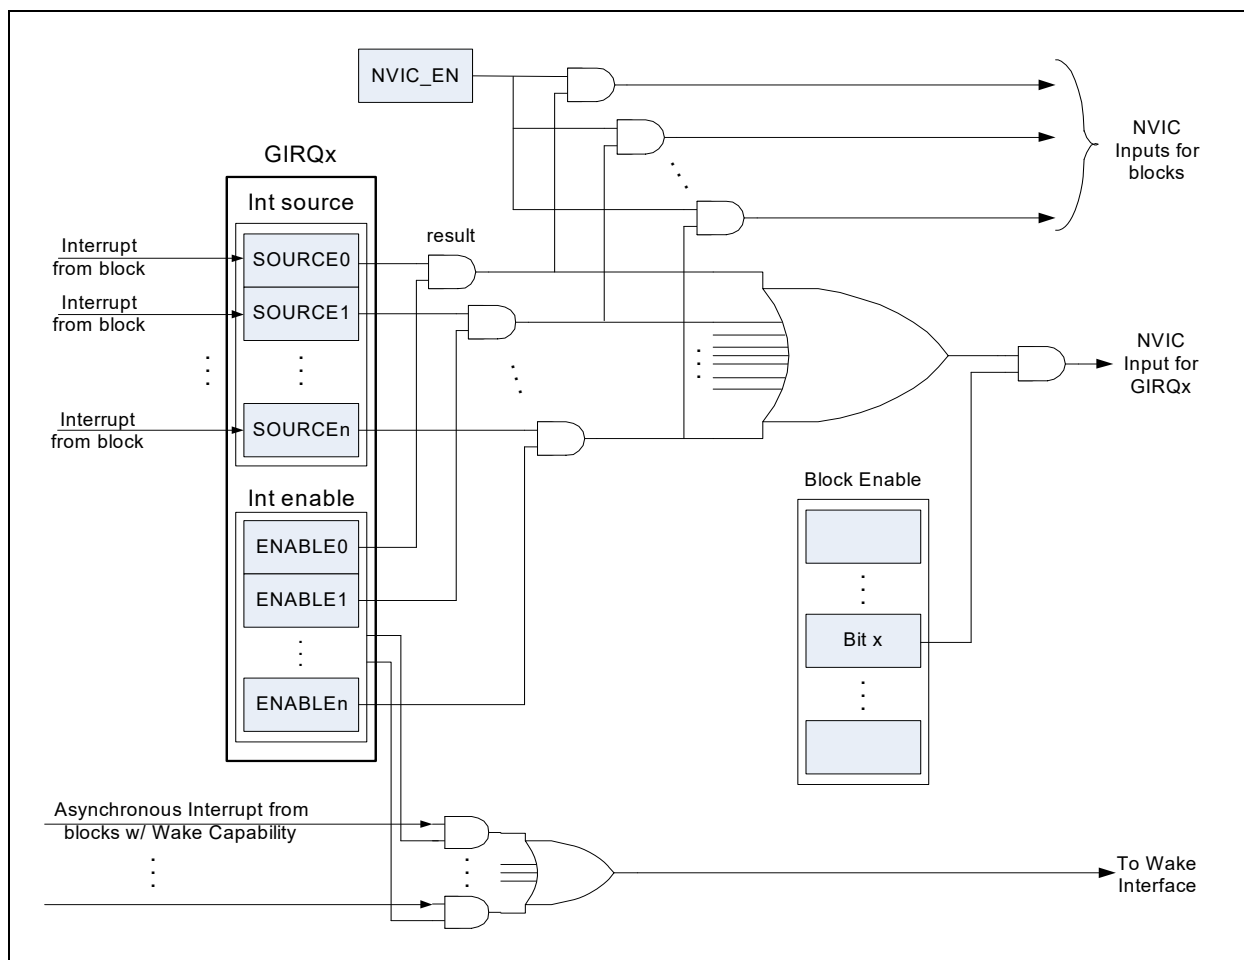 NVIC_EN
NVIC
Inputs for
blocks
GIRQx
Int source
result
Interrupt
from block
SOURCE0
Interrupt
from block
SOURCE1
NVIC
Input for
GIRQx
Interrupt
from block
SOURCEn
Block Enable
Int enable
ENABLE0
ENABLE1
Bit x
ENABLEn
Asynchronous Interrupt from
blocks w/ Wake Capability
To Wake
Interface